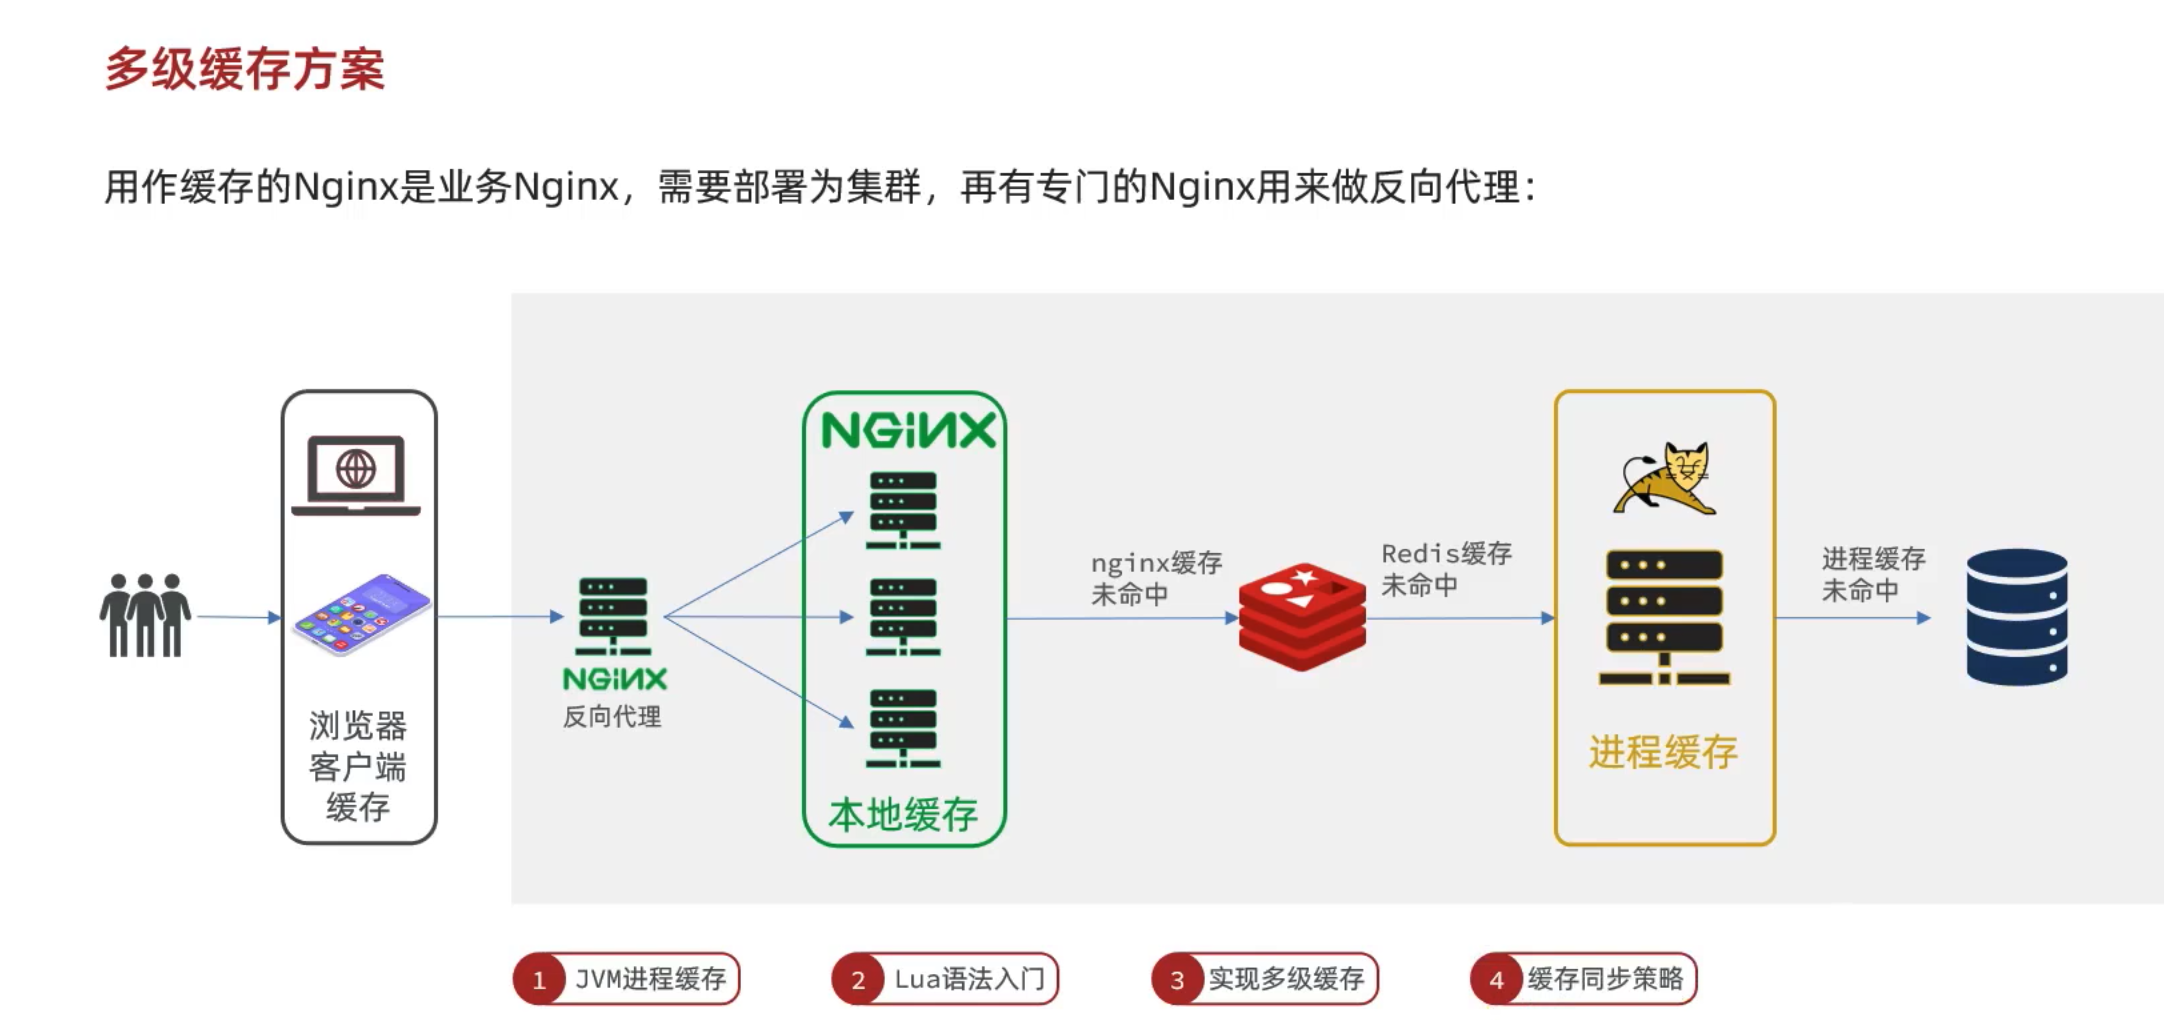 多级缓存方案
用作缓存的Nginx是业务Nginx，需要部署为集群，再有专门的Nginx用来做反向代理：
浏览器
客户端
缓存
NGINX
反向代理
NGINX
本地缓存
nginx缓存
未命中
Redis缓存
未命中
进程缓存
进程缓存
未命中
1 JVM进程缓存
2 Lua语法入门
3 实现多级缓存
4 缓存同步策略